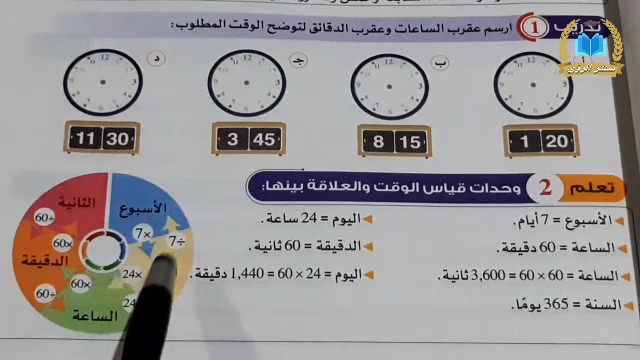 تدريب 1 ارسم عقرب الساعات وعقرب الدقائق لتوضح الوقت المطلوب:
ب
جـ
د
1 20
8 15
3 45
11 30
تعلم 2 وحدات قياس الوقت والعلاقة بينها:
الأسبوع = 7 أيام.
اليوم = 24 ساعة.
الساعة = 60 دقيقة.
الدقيقة = 60 ثانية.
الساعة = 60 × 60 = 3,600 ثانية.
اليوم = 24 × 60 = 1,440 دقيقة.
السنة = 365 يومًا.
الأسبوع
7×
7÷
24×
الثانية
60÷
60×
الدقيقة
60÷
60×
الساعة